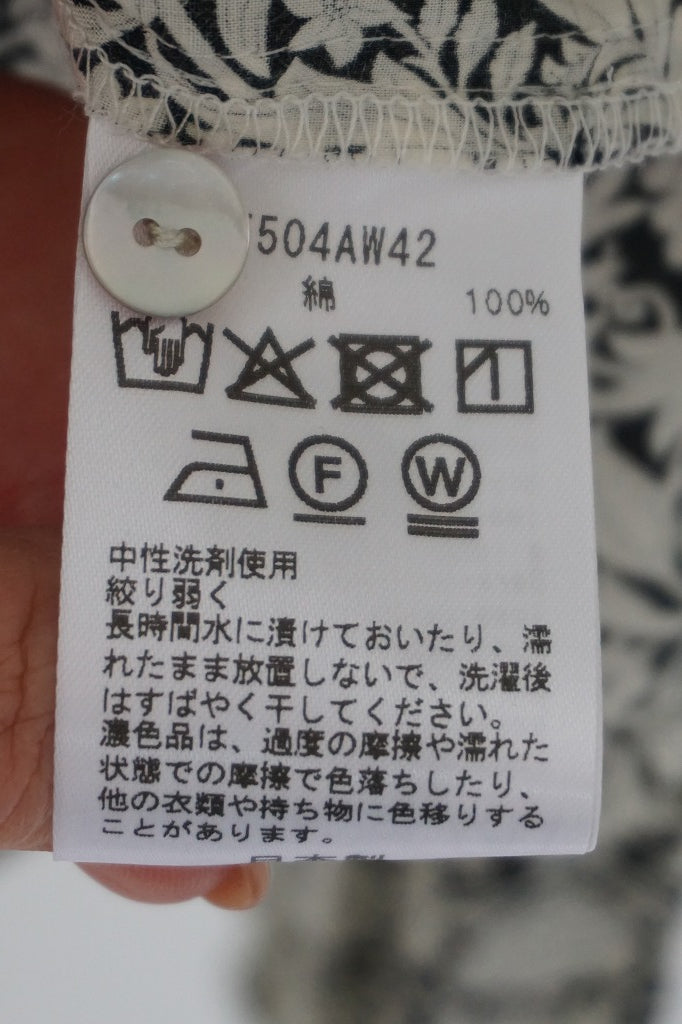 504AW42
綿 100%
F W
中性洗剤使用
絞り弱く
長時間水に漬けておいたり、濡
れたまま放置しないで、洗濯後
はすばやく干してください。
濃色品は、過度の摩擦や濡れた
状態での摩擦で色落ちしたり、
他の衣類や持ち物に色移りする
ことがあります。